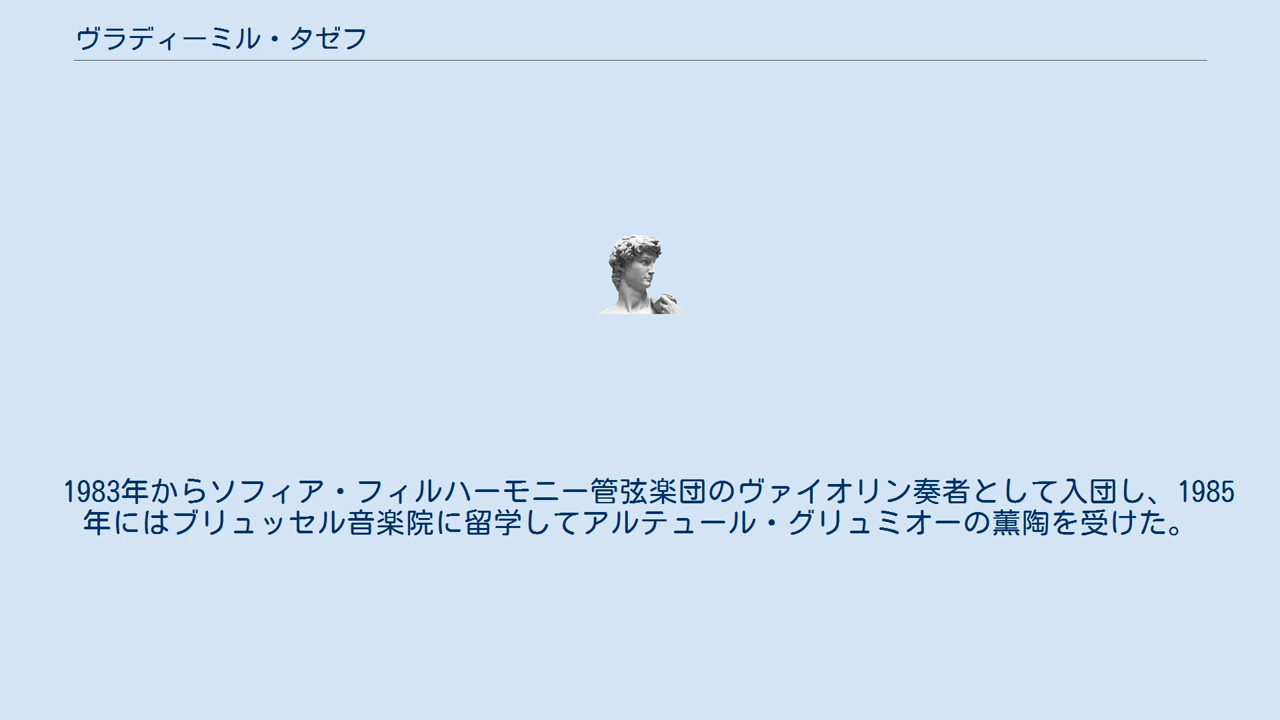 ヴラディーミル・タゼフ
1983年からソフィア・フィルハーモニー管弦楽団のヴァイオリン奏者として入団し、1985
年にはブリュッセル音楽院に留学してアルテュール・グリュミオーの薫陶を受けた。